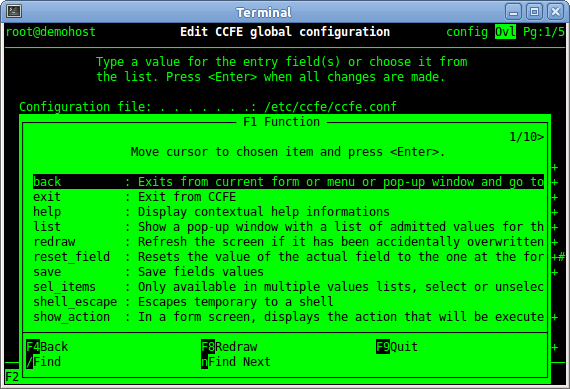 Terminal
root@demohost Edit CCFE global configuration config Ovl Pg:1/5
Type a value for the entry field(s) or choose it from
the list. Press <Enter> when all changes are made.
Configuration file: . . . . . . .: /etc/ccfe/ccfe.conf
F1 Function
1/10>
Move cursor to chosen item and press <Enter>.
+
back : Exits from current form or menu or pop-up window and go to +
exit : Exit from CCFE +
help : Display contextual help informations +
list : Show a pop-up window with a list of admitted values for th +
redraw : Refresh the screen if it has been accidentally overwritten +
reset_field : Resets the value of the actual field to the one at the for +#
save : Save fields values +
sel_items : Only available in multiple values lists, select or unselec
shell_escape : Escapes temporary to a shell
show_action : In a form screen, displays the action that will be execute +
F4Back F8Redraw F9Quit +
/Find nFind Next
F2